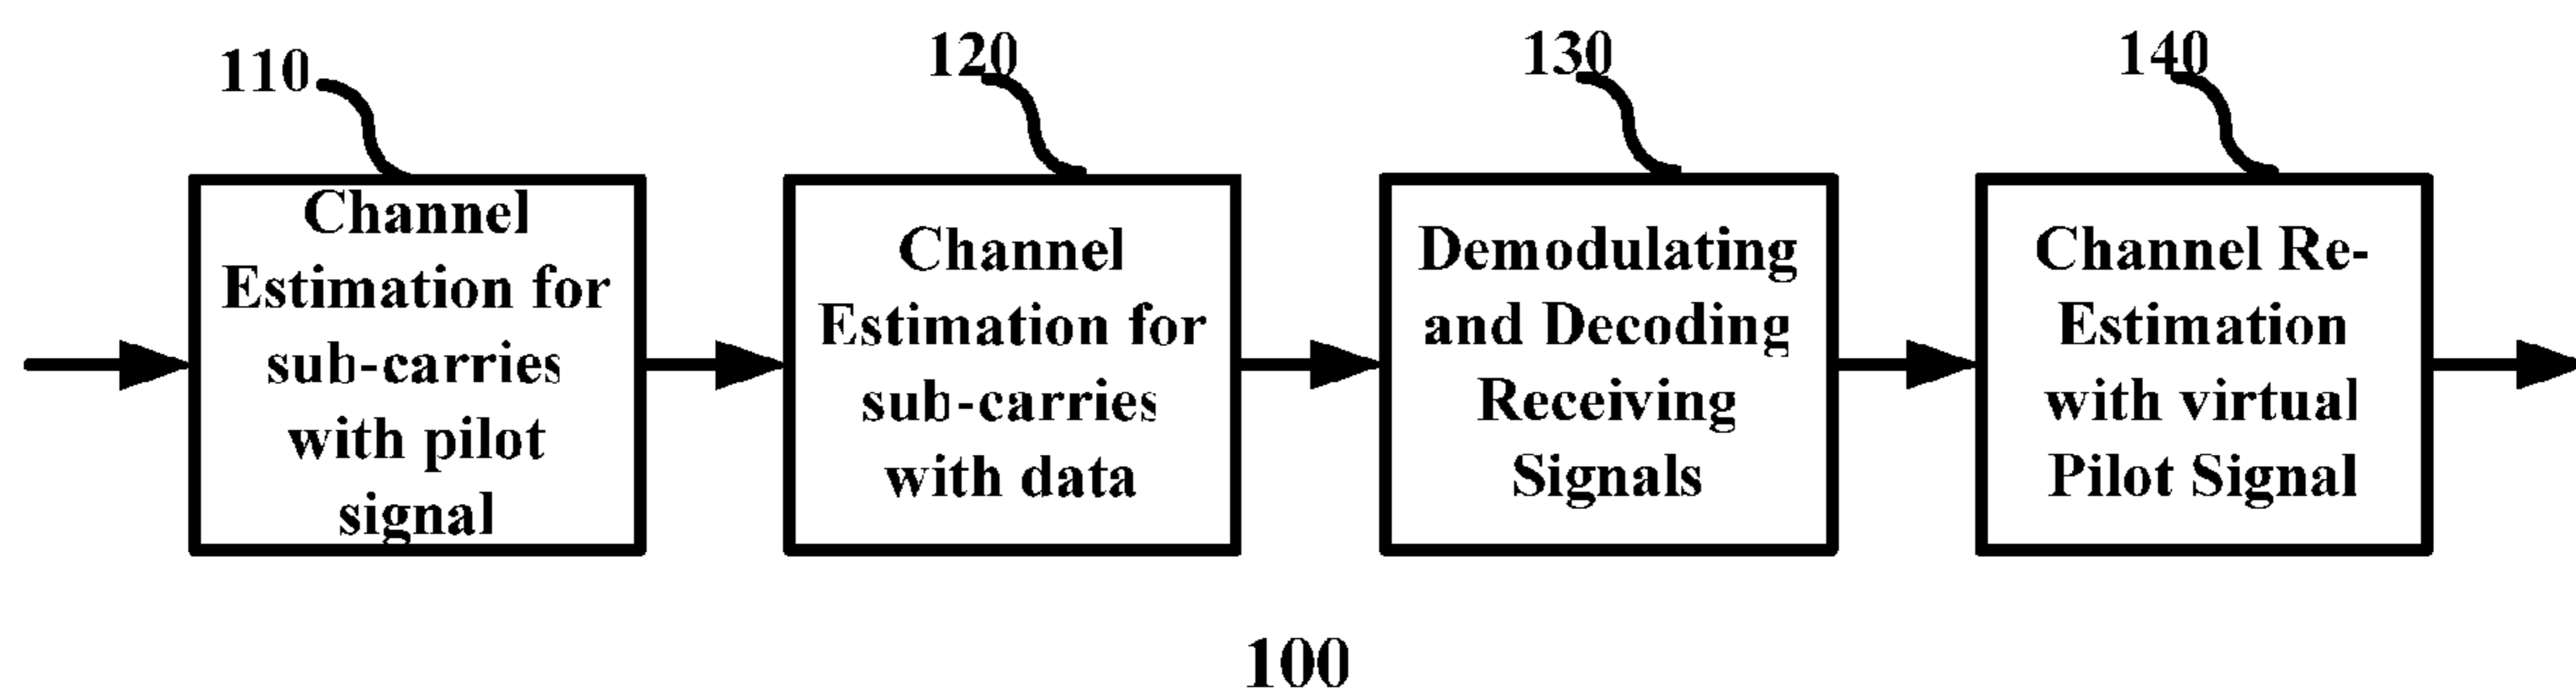 110
120
130
140
Channel
Estimation for
sub-carries
with pilot
signal
Channel
Estimation for
sub-carries
with data
Demodulating
and Decoding
Receiving
Signals
Channel Re-
Estimation
with virtual
Pilot Signal
100